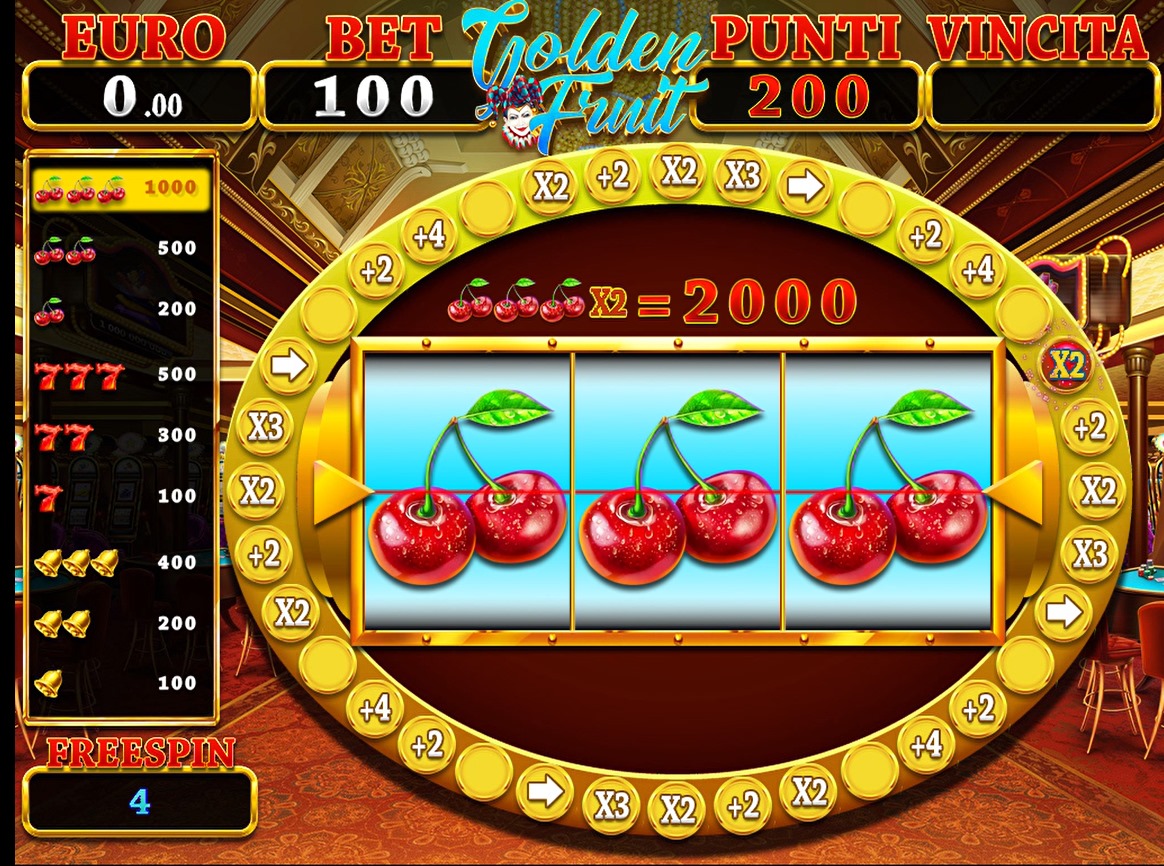 EURO BET Golden PUNTI VINCITA
0.00 100 Fruit 200
1000
500
200
500
300
100
400
200
100
FREESPIN
4
X2 +2 X2 X3
+4 +2
+2 +4
X2 = 2000
X2
X3 +2
X2 X2
+2 X3
X2
+4 +2
+2 +4
X3 X2 +2 X2